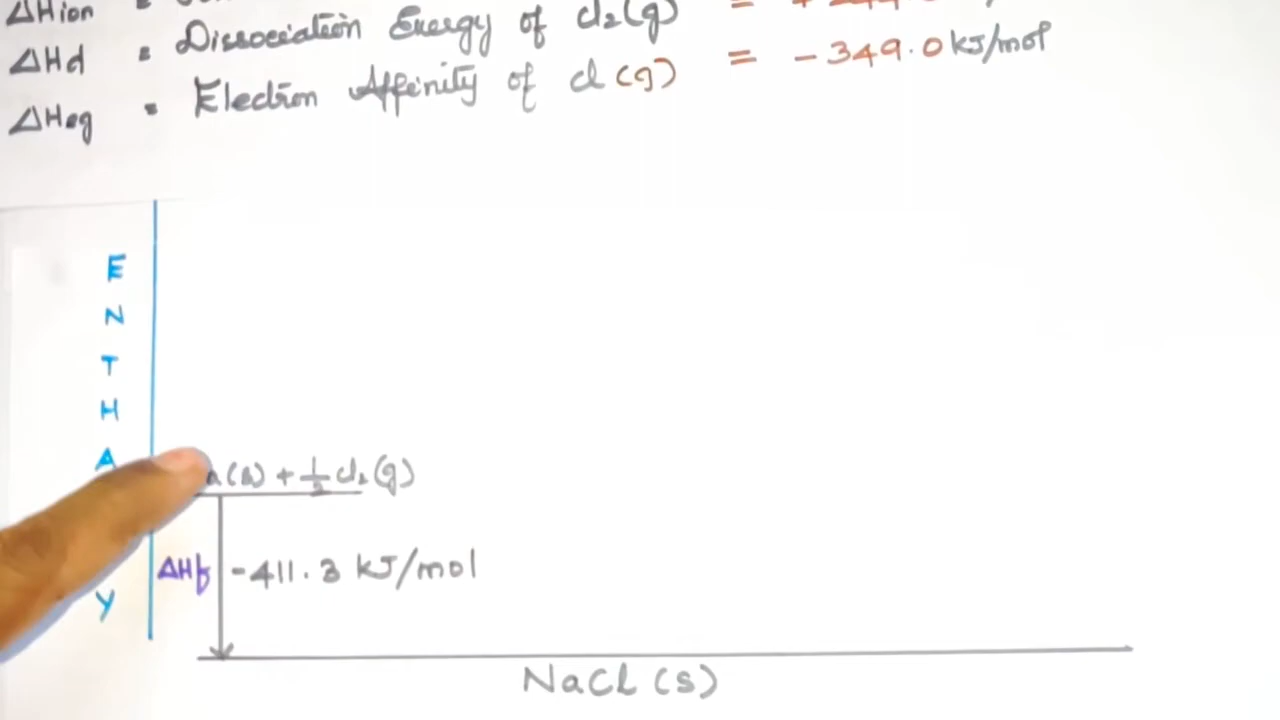 ΔHion =
ΔHd = Dissociation Energy of Cl₂(g) =
ΔHeg = Electron Affinity of Cl (g) = -349.0 kJ/mol
E
N
T
H
A
Y
(s) + ½ Cl₂(g)
ΔHf -411.3 kJ/mol
NaCl (s)